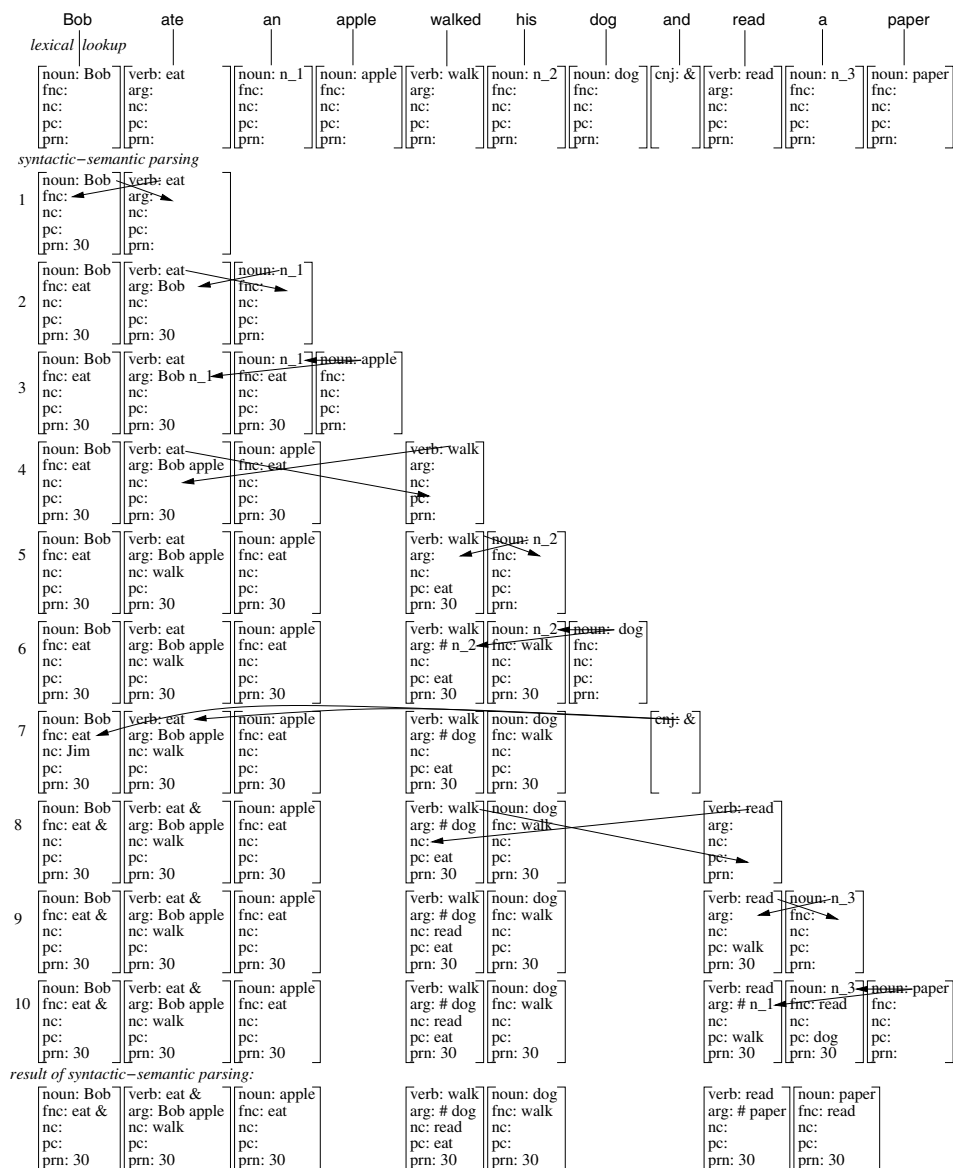 Bob ate an apple walked his dog and read a paper
lexical lookup
noun: Bob verb: eat noun: n_1 noun: apple verb: walk noun: n_2 noun: dog cnj: & verb: read noun: n_3 noun: paper
fnc: arg: fnc: fnc: arg: fnc: fnc: arg: fnc: fnc:
nc: nc: nc: nc: nc: nc: nc: nc: nc: nc:
pc: pc: pc: pc: pc: pc: pc: pc: pc: pc:
prn: prn: prn: prn: prn: prn: prn: prn: prn: prn:
syntactic−semantic parsing
noun: Bob verb: eat
1 fnc: arg:
nc: nc:
pc: pc:
prn: 30 prn:
noun: Bob verb: eat noun: n_1
2 fnc: eat arg: Bob fnc:
nc: nc: nc:
pc: pc: pc:
prn: 30 prn: 30 prn:
noun: Bob verb: eat noun: n_1 noun: apple
3 fnc: eat arg: Bob n_1 fnc: eat fnc:
nc: nc: nc: nc:
pc: pc: pc: pc:
prn: 30 prn: 30 prn: 30 prn:
noun: Bob verb: eat noun: apple verb: walk
4 fnc: eat arg: Bob apple fnc: eat arg:
nc: nc: nc: nc:
pc: pc: pc: pc:
prn: 30 prn: 30 prn: 30 prn:
noun: Bob verb: eat noun: apple verb: walk noun: n_2
5 fnc: eat arg: Bob apple fnc: eat arg: fnc:
nc: nc: walk nc: nc: nc:
pc: pc: pc: pc: eat pc:
prn: 30 prn: 30 prn: 30 prn: 30 prn:
noun: Bob verb: eat noun: apple verb: walk noun: n_2 noun: dog
6 fnc: eat arg: Bob apple fnc: eat arg: # n_2 fnc: walk fnc:
nc: nc: walk nc: nc: nc: nc:
pc: pc: pc: pc: eat pc: pc:
prn: 30 prn: 30 prn: 30 prn: 30 prn: 30 prn:
noun: Bob verb: eat noun: apple verb: walk noun: dog cnj: &
7 fnc: eat arg: Bob apple fnc: eat arg: # dog fnc: walk
nc: Jim nc: walk nc: nc: nc:
pc: pc: pc: pc: eat pc:
prn: 30 prn: 30 prn: 30 prn: 30 prn: 30
noun: Bob verb: eat & noun: apple verb: walk noun: dog verb: read
8 fnc: eat & arg: Bob apple fnc: eat arg: # dog fnc: walk arg:
nc: nc: walk nc: nc: nc: nc:
pc: pc: pc: pc: eat pc: pc:
prn: 30 prn: 30 prn: 30 prn: 30 prn: 30 prn:
noun: Bob verb: eat & noun: apple verb: walk noun: dog verb: read noun: n_3
9 fnc: eat & arg: Bob apple fnc: eat arg: # dog fnc: walk arg: fnc:
nc: nc: walk nc: nc: read nc: nc: nc:
pc: pc: pc: pc: eat pc: pc: walk pc:
prn: 30 prn: 30 prn: 30 prn: 30 prn: 30 prn: 30 prn:
noun: Bob verb: eat & noun: apple verb: walk noun: dog verb: read noun: n_3 noun: paper
10 fnc: eat & arg: Bob apple fnc: eat arg: # dog fnc: walk arg: # n_1 fnc: read fnc:
nc: nc: walk nc: nc: read nc: nc: nc: nc:
pc: pc: pc: pc: eat pc: pc: walk pc: dog pc:
prn: 30 prn: 30 prn: 30 prn: 30 prn: 30 prn: 30 prn: 30 prn:
result of syntactic−semantic parsing:
noun: Bob verb: eat & noun: apple verb: walk noun: dog verb: read noun: paper
fnc: eat & arg: Bob apple fnc: eat arg: # dog fnc: walk arg: # paper fnc: read
nc: nc: walk nc: nc: read nc: nc: nc:
pc: pc: pc: pc: eat pc: pc: pc:
prn: 30 prn: 30 prn: 30 prn: 30 prn: 30 prn: 30 prn: 30